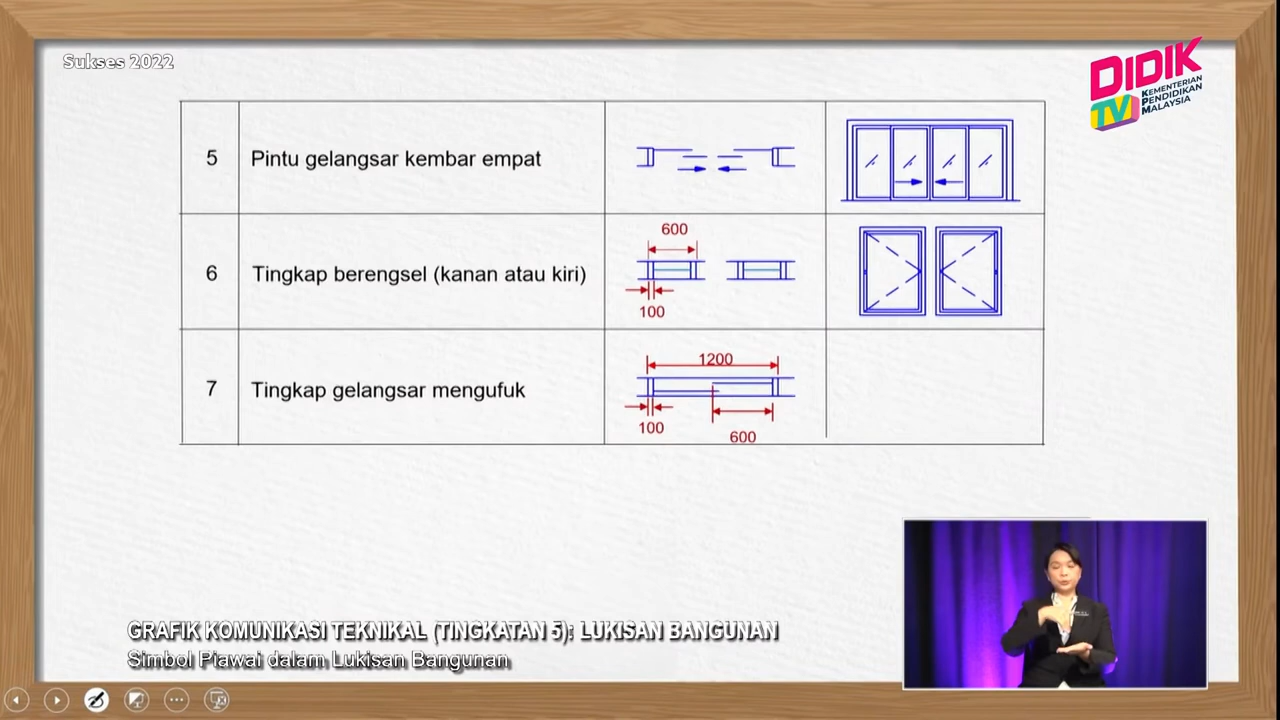 Sukses 2022
DIDIK
TV
KEMENTERIAN
PENDIDIKAN
MALAYSIA
5
Pintu gelangsar kembar empat
6
Tingkap berengsel (kanan atau kiri)
600
100
7
Tingkap gelangsar mengufuk
1200
100
600
GRAFIK KOMUNIKASI TEKNIKAL (TINGKATAN 5): LUKISAN BANGUNAN
Simbol Piawai dalam Lukisan Bangunan